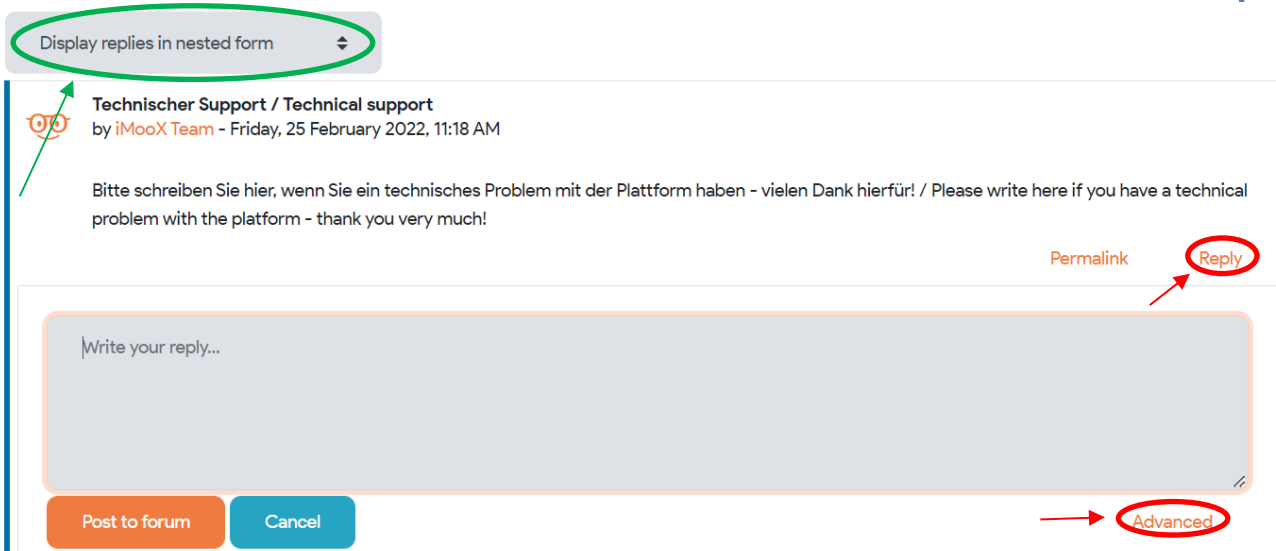 Display replies in nested form
Technischer Support / Technical support
by iMooX Team - Friday, 25 February 2022, 11:18 AM
Bitte schreiben Sie hier, wenn Sie ein technisches Problem mit der Plattform haben - vielen Dank hierfür! / Please write here if you have a technical
problem with the platform - thank you very much!
Permalink Reply
Write your reply...
Post to forum Cancel Advanced